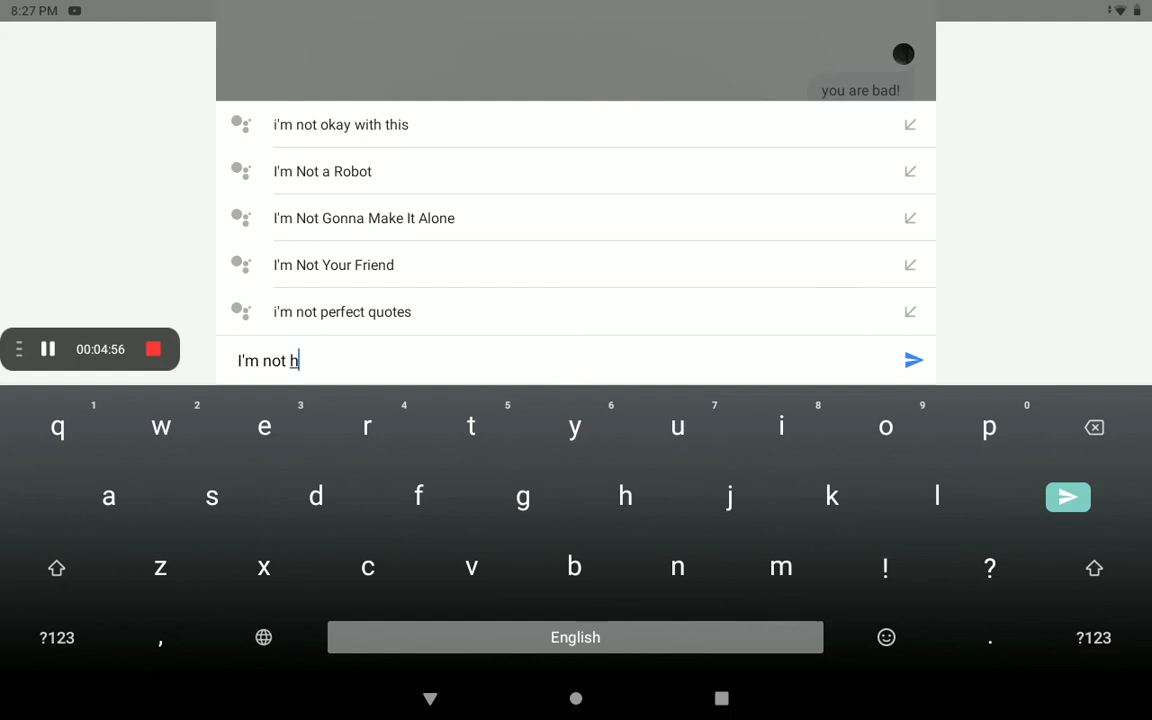 8:27 PM
you are bad!
i'm not okay with this
I'm Not a Robot
I'm Not Gonna Make It Alone
I'm Not Your Friend
i'm not perfect quotes
00:04:56
I'm not h
1 2 3 4 5 6 7 8 9 0
q w e r t y u i o p
a s d f g h j k l
z x c v b n m ! ?
?123 , English . ?123